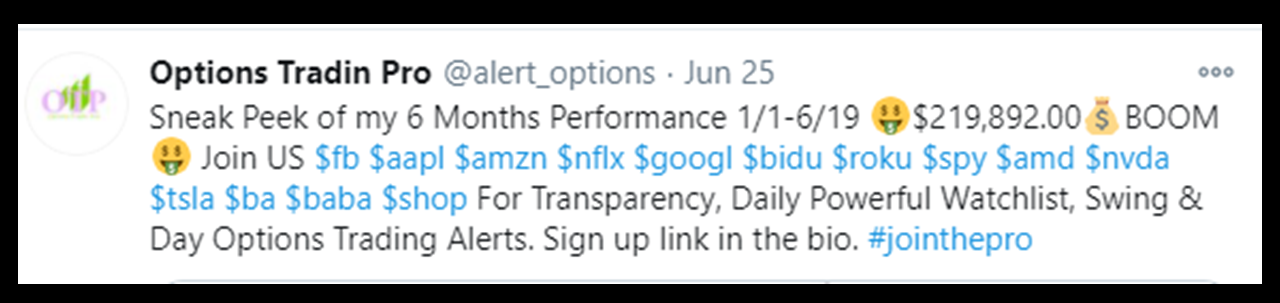 Options Tradin Pro @alert_options · Jun 25
Sneak Peek of my 6 Months Performance 1/1-6/19 🤑$219,892.00💰BOOM
🤑 Join US $fb $aapl $amzn $nflx $googl $bidu $roku $spy $amd $nvda
$tsla $ba $baba $shop For Transparency, Daily Powerful Watchlist, Swing &
Day Options Trading Alerts. Sign up link in the bio. #jointhepro